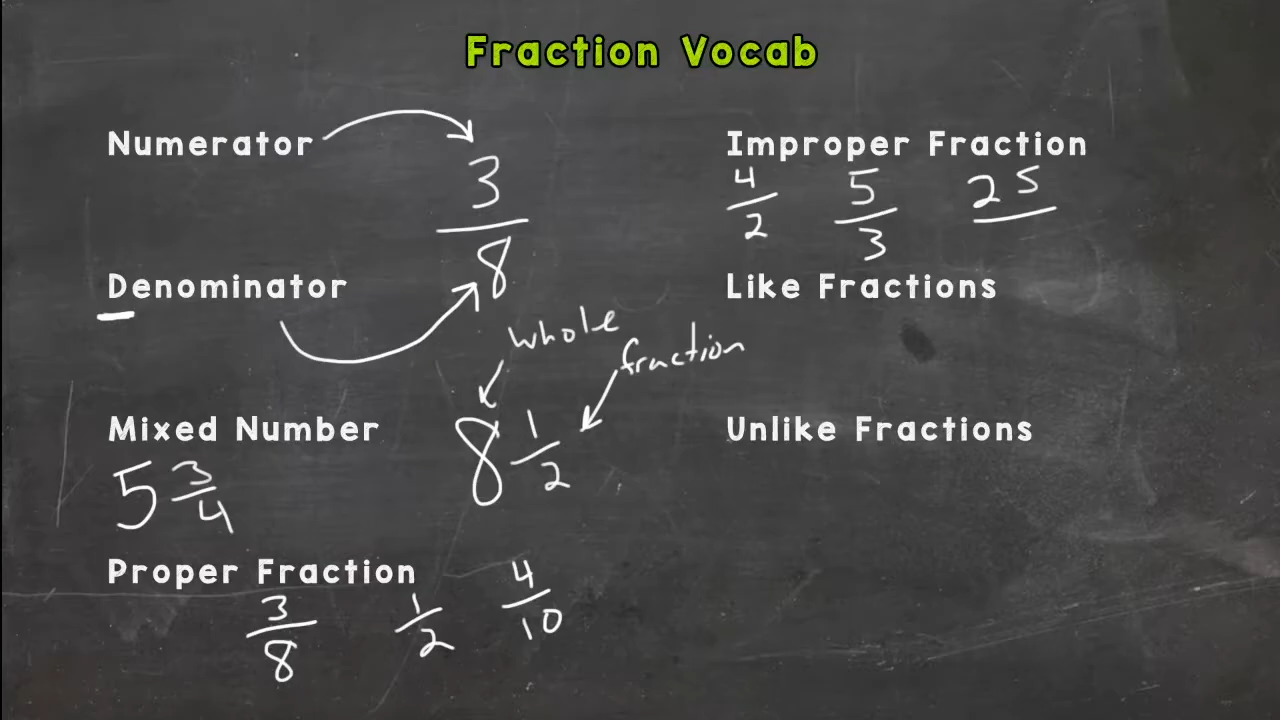 Fraction Vocab
Numerator
3
8
Denominator
whole
fraction
Mixed Number
8 1/2
5 3/4
Proper Fraction
3/8 1/2 4/10
Improper Fraction
4/2 5/3 25
Like Fractions
Unlike Fractions